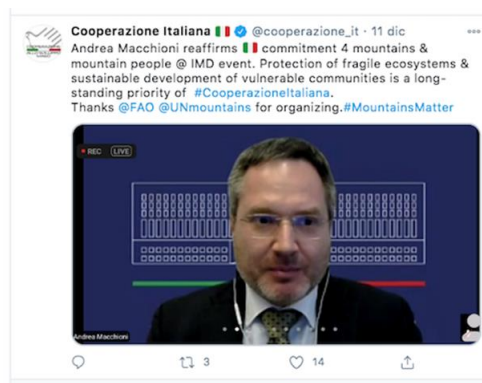 Cooperazione Italiana 🇮🇹 @cooperazione_it · 11 dic
Andrea Macchioni reaffirms 🇮🇹 commitment 4 mountains &
mountain people @ IMD event. Protection of fragile ecosystems &
sustainable development of vulnerable communities is a long-
standing priority of #CooperazioneItaliana.
Thanks @FAO @UNmountains for organizing.#MountainsMatter
REC LIVE
Andrea Macchioni
3 14